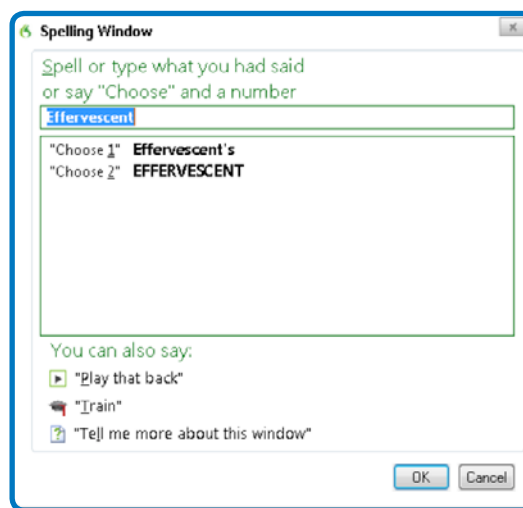 Spelling Window
Spell or type what you had said
or say "Choose" and a number
Effervescent
"Choose 1" Effervescent's
"Choose 2" EFFERVESCENT
You can also say:
"Play that back"
"Train"
"Tell me more about this window"
OK Cancel